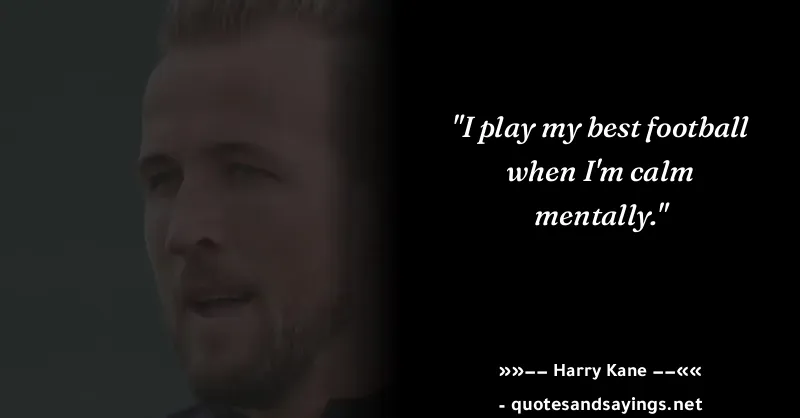 "I play my best football
when I'm calm
mentally."
»»−− Harry Kane −−««
- quotesandsayings.net